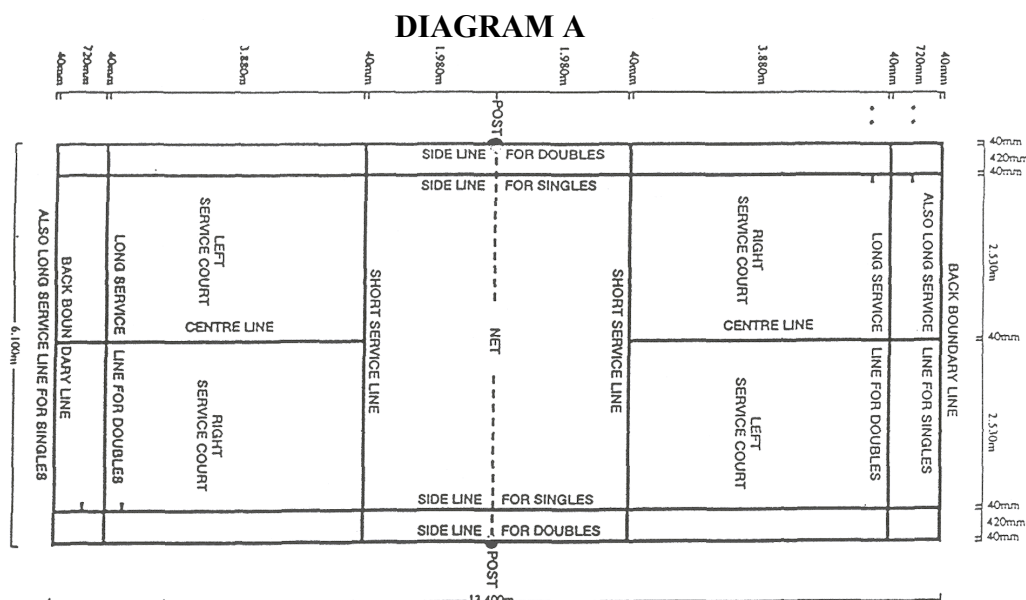 DIAGRAM A
40mm
720mm
40mm
3.880m
40mm
1.980m
1.980m
40mm
3.880m
40mm
720mm
40mm
POST
SIDE LINE FOR DOUBLES
SIDE LINE FOR SINGLES
40mm
420mm
40mm
2.530m
40mm
2.530m
40mm
420mm
40mm
6.100m
ALSO LONG SERVICE LINE FOR SINGLES
BACK BOUNDARY LINE
LONG SERVICE LINE FOR DOUBLES
LEFT
SERVICE COURT
CENTRE LINE
RIGHT
SERVICE COURT
SHORT SERVICE LINE
NET
SHORT SERVICE LINE
RIGHT
SERVICE COURT
CENTRE LINE
LEFT
SERVICE COURT
LONG SERVICE LINE FOR DOUBLES
ALSO LONG SERVICE LINE FOR SINGLES
BACK BOUNDARY LINE
SIDE LINE FOR SINGLES
SIDE LINE FOR DOUBLES
POST
13.400m